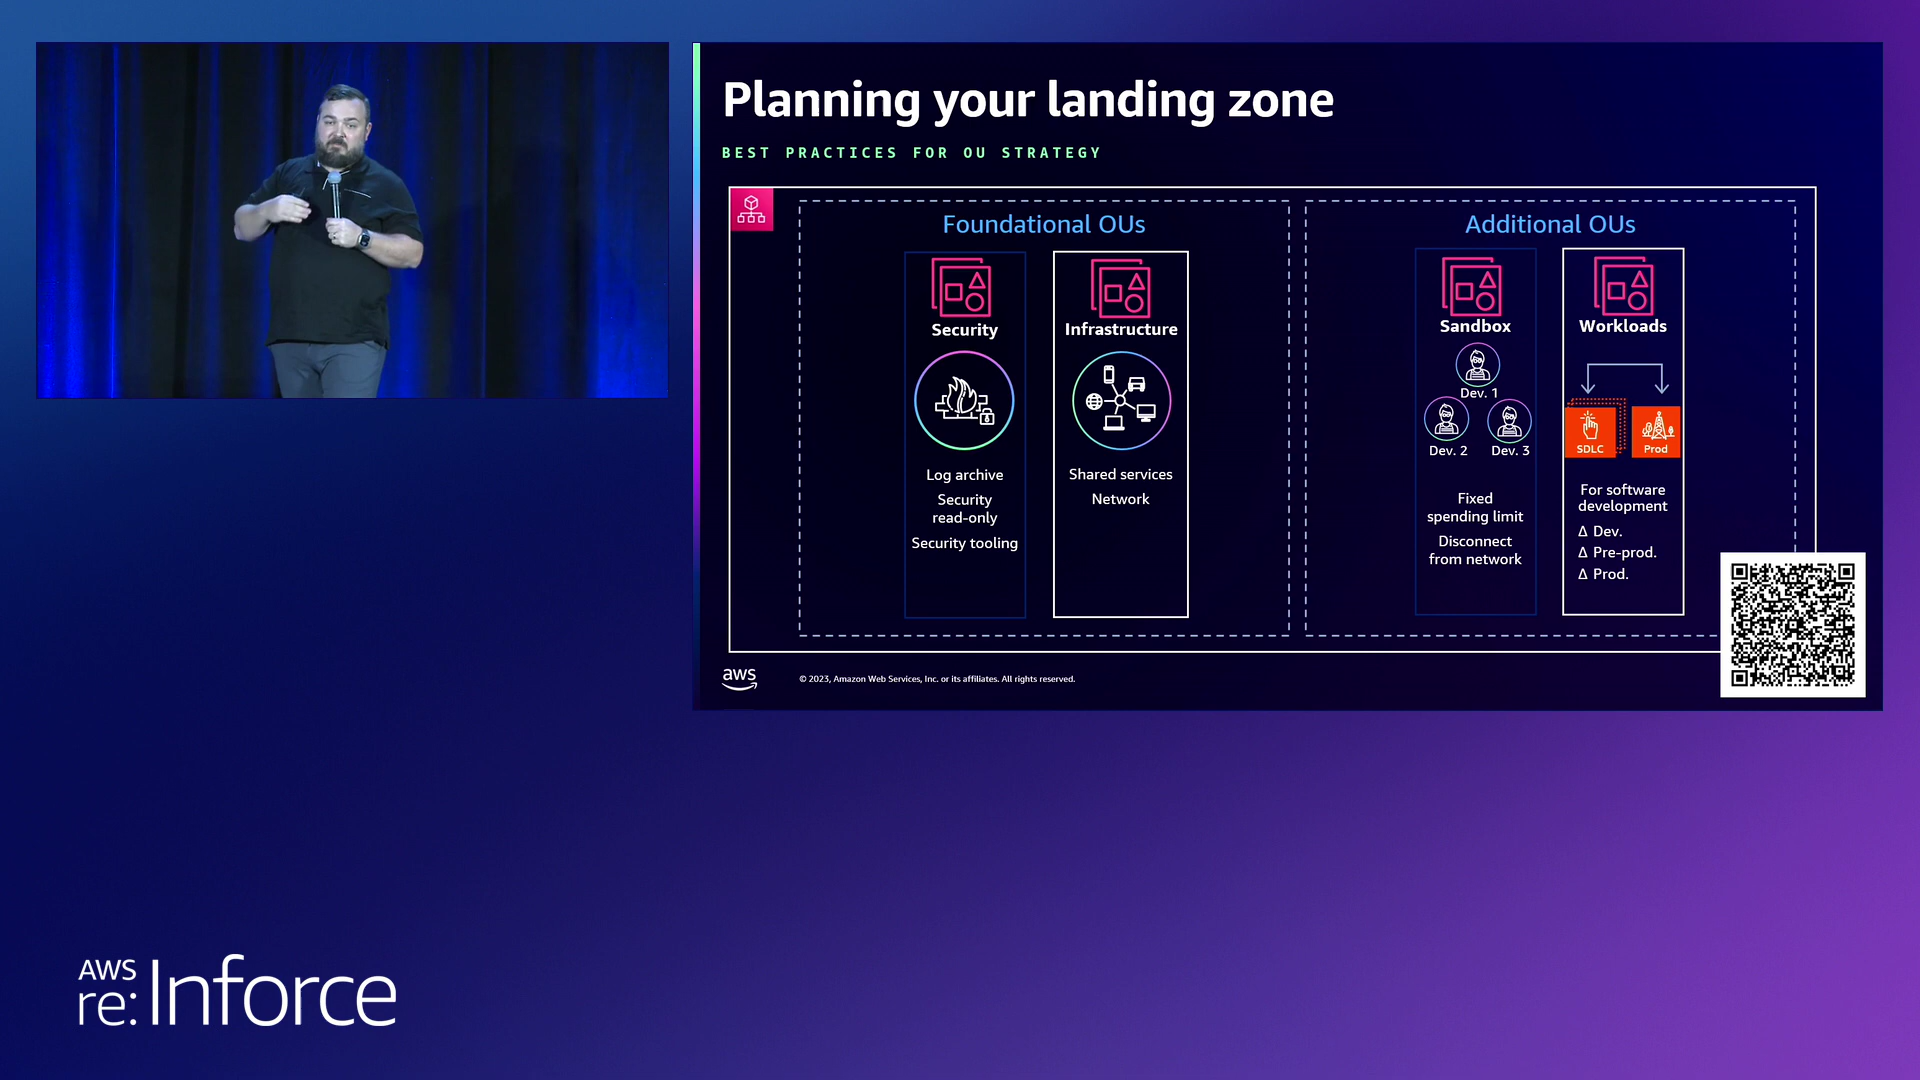 Planning your landing zone
BEST PRACTICES FOR OU STRATEGY
Foundational OUs
Security
Log archive
Security
read-only
Security tooling
Infrastructure
Shared services
Network
Additional OUs
Sandbox
Dev. 1
Dev. 2
Dev. 3
Fixed
spending limit
Disconnect
from network
Workloads
SDLC
Prod
For software
development
Δ Dev.
Δ Pre-prod.
Δ Prod.
aws
© 2023, Amazon Web Services, Inc. or its affiliates. All rights reserved.
AWS
re:Inforce